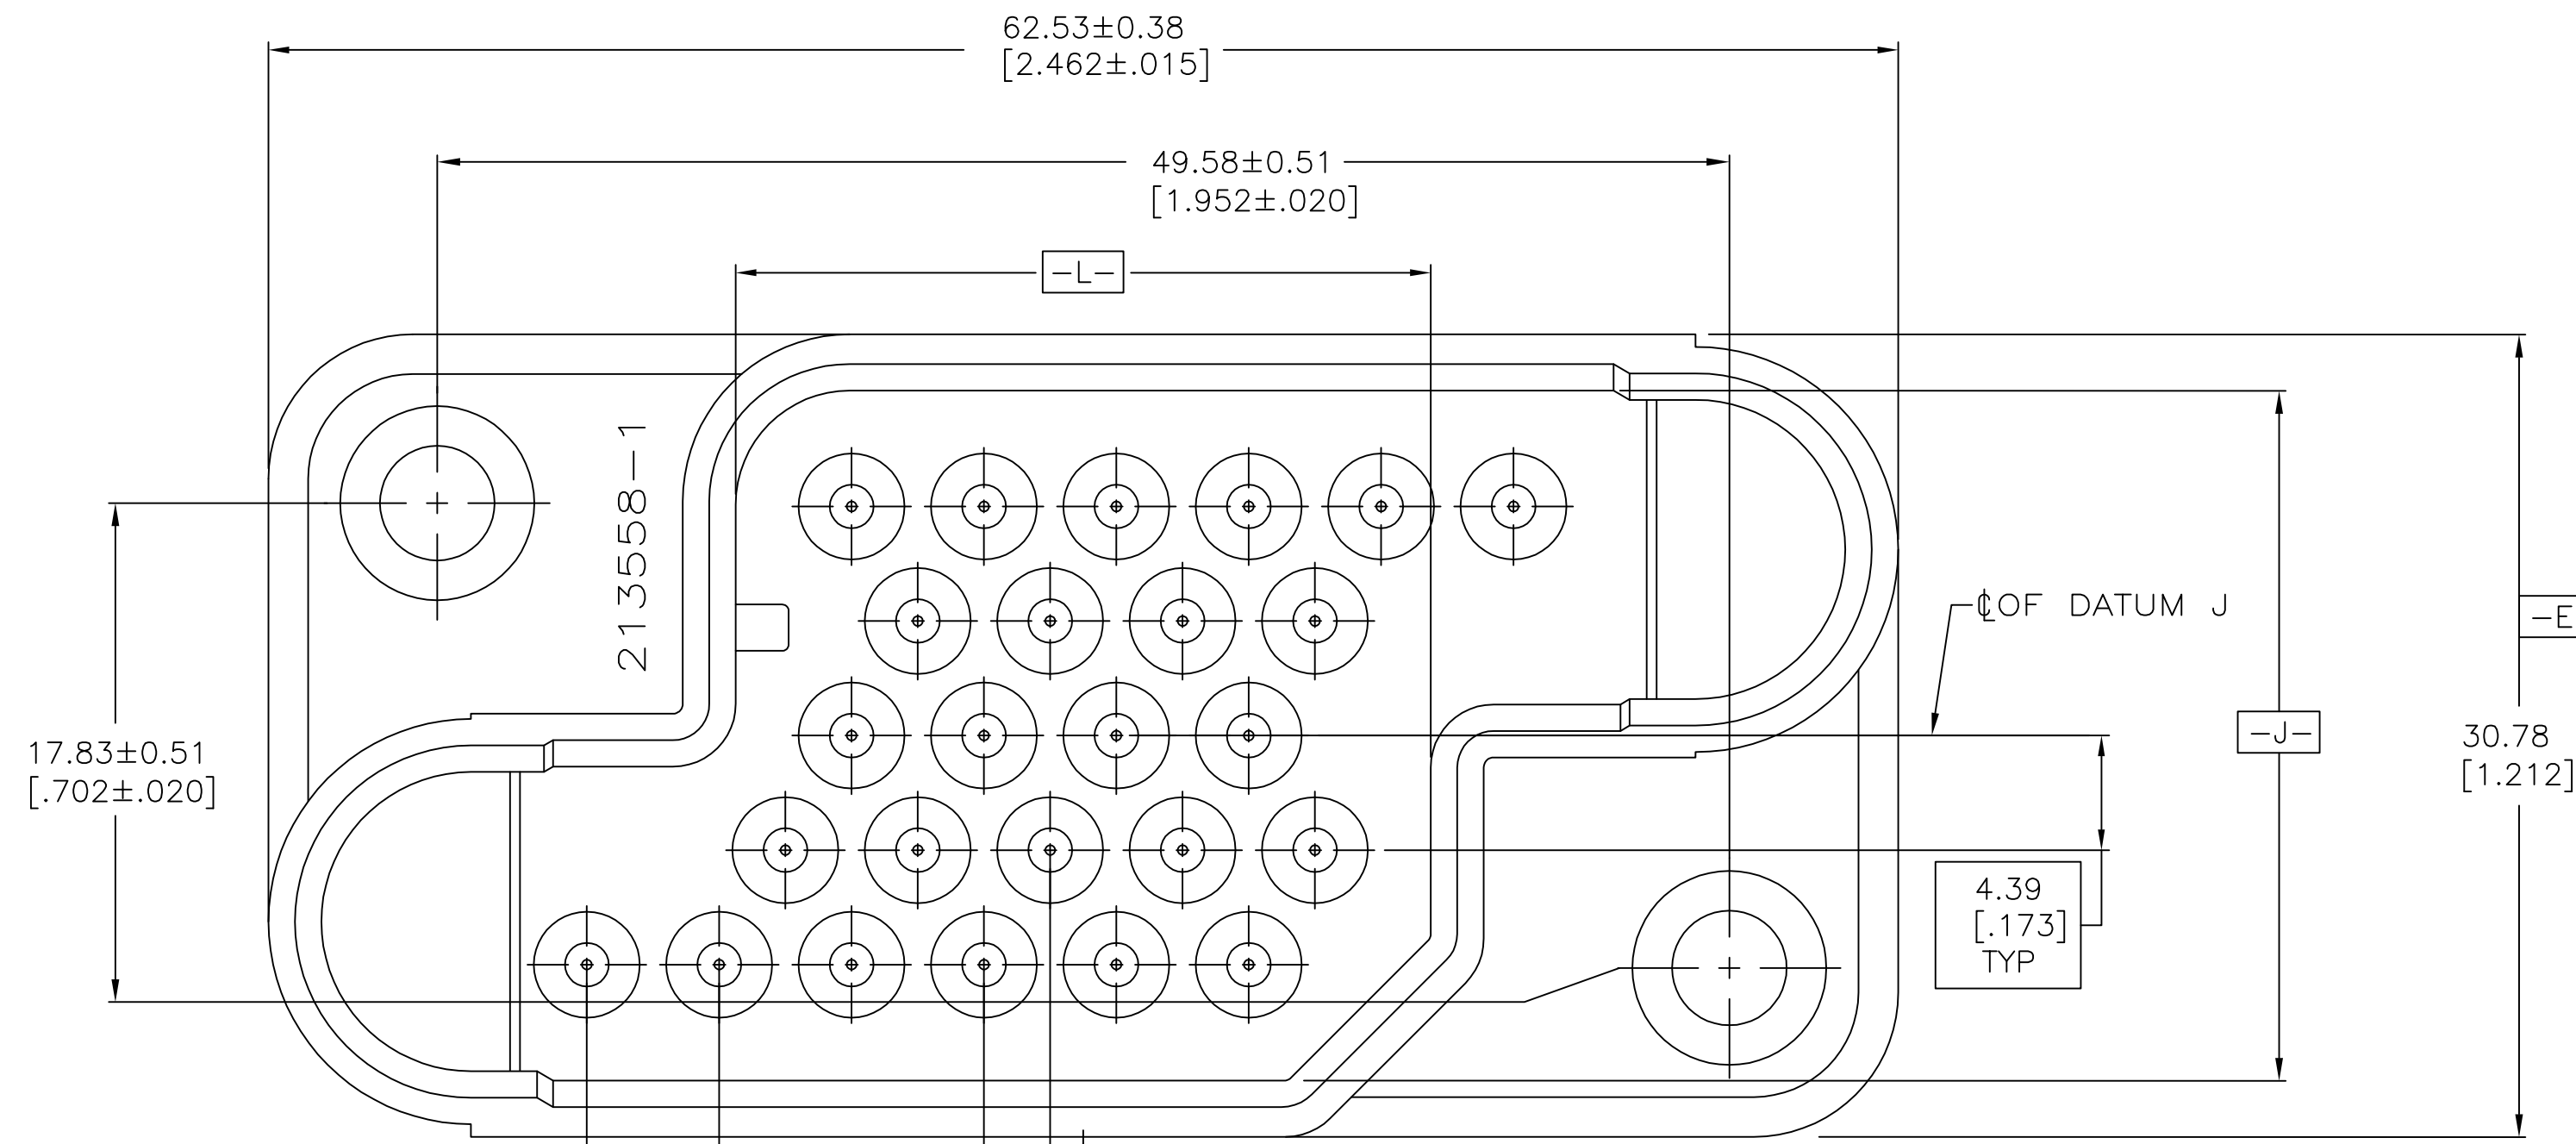 62.53±0.38
[2.462±.015]
49.58±0.51
[1.952±.020]
-L-
213558-1
℄OF DATUM J
-E
17.83±0.51
[.702±.020]
-J-
30.78
[1.212]
4.39
[.173]
TYP